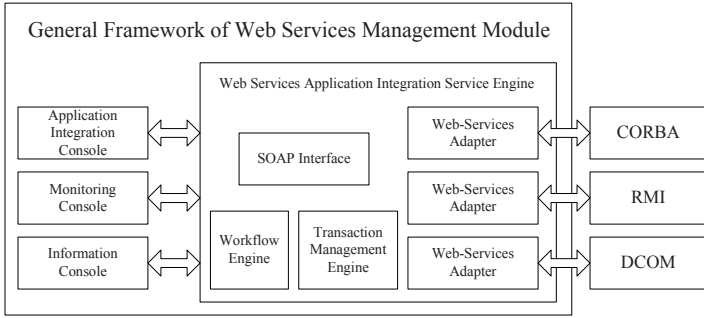 General Framework of Web Services Management Module
Web Services Application Integration Service Engine
Application
Integration
Console
Monitoring
Console
Information
Console
SOAP Interface
Workflow
Engine
Transaction
Management
Engine
Web-Services
Adapter
Web-Services
Adapter
Web-Services
Adapter
CORBA
RMI
DCOM